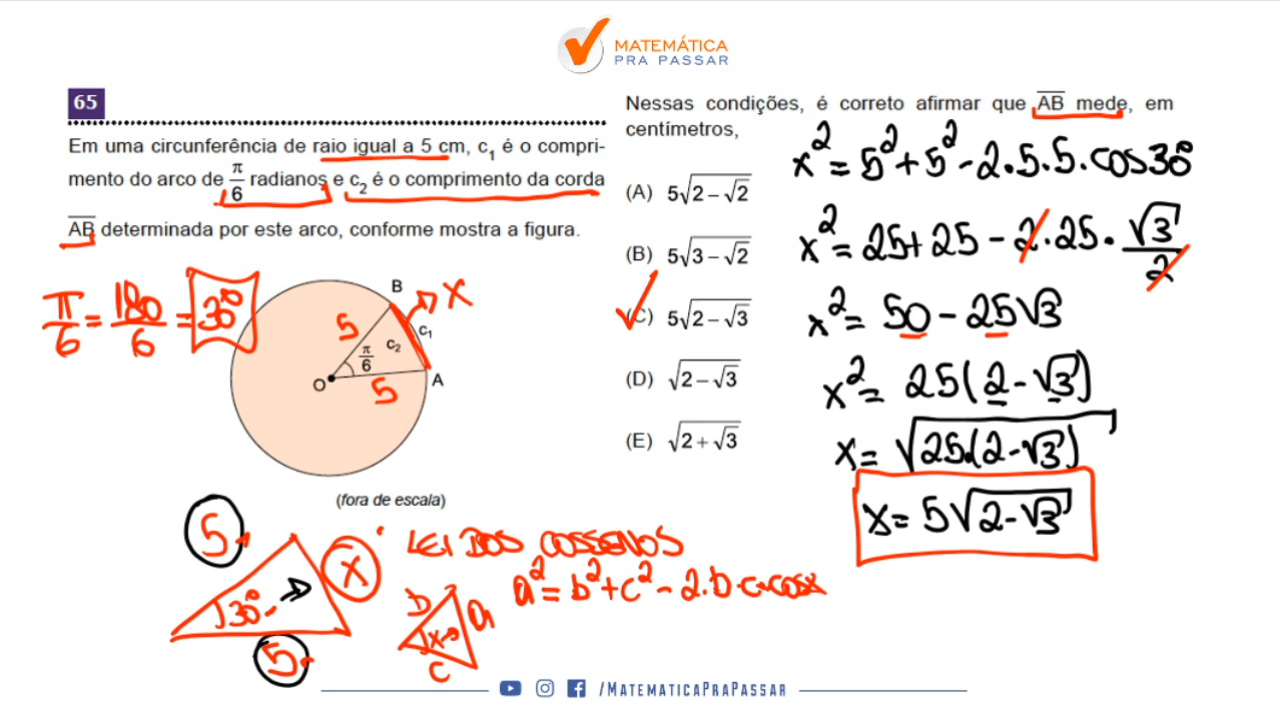 MATEMÁTICA
PRA PASSAR
65
Em uma circunferência de raio igual a 5 cm, c₁ é o compri-
mento do arco de π/6 radianos e c₂ é o comprimento da corda
AB determinada por este arco, conforme mostra a figura.
π/6 = 180/6 = 30°
B
x
5
c₁
c₂
π/6
O
A
5
(fora de escala)
5
x
30°
5
LEI DOS COSSENOS
a² = b² + c² - 2.b.c.cosx
b
a
x
c
Nessas condições, é correto afirmar que AB mede, em
centímetros,
(A) 5√(2 – √2)
(B) 5√(3 – √2)
(C) 5√(2 – √3)
(D) √(2 – √3)
(E) √(2 + √3)
x² = 5² + 5² - 2.5.5.cos30°
x² = 25 + 25 - 2.25.√3/2
x² = 50 - 25√3
x² = 25(2 - √3)
x = √(25.(2 - √3))
x = 5√(2 - √3)
/MATEMATICAPRAPASSAR